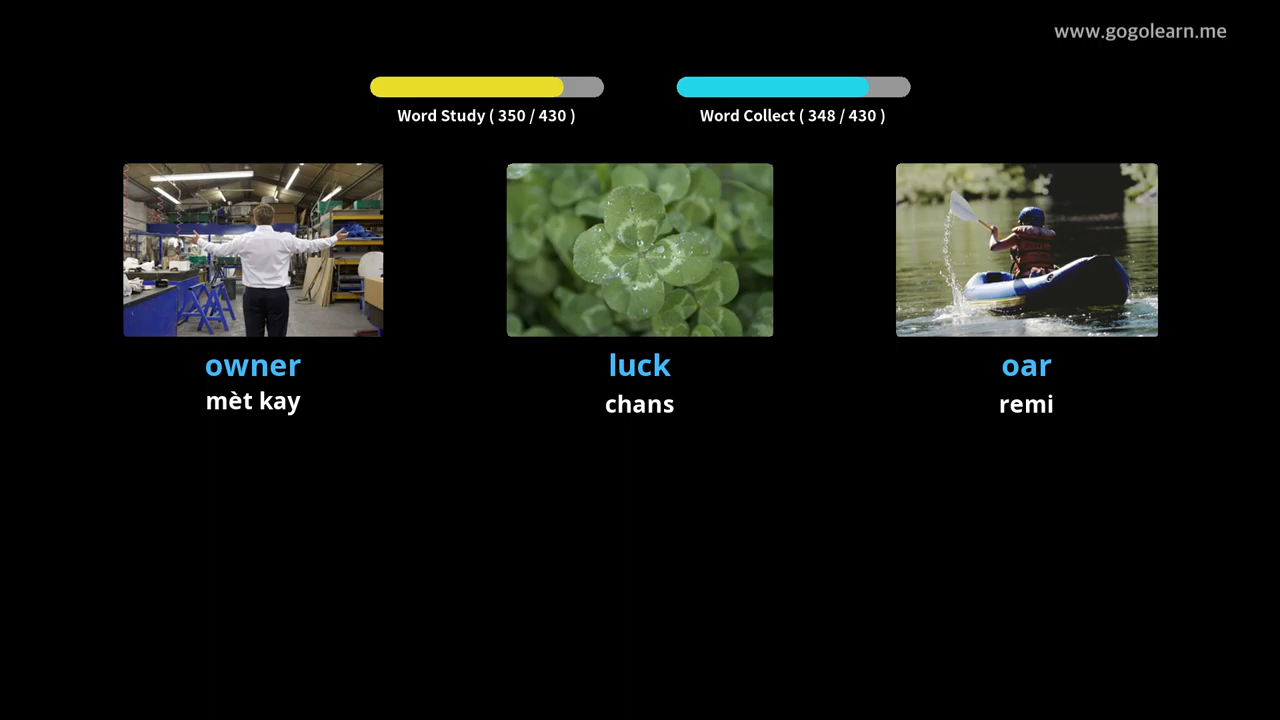 www.gogolearn.me
Word Study ( 350 / 430 )
Word Collect ( 348 / 430 )
owner
mèt kay
luck
chans
oar
remi